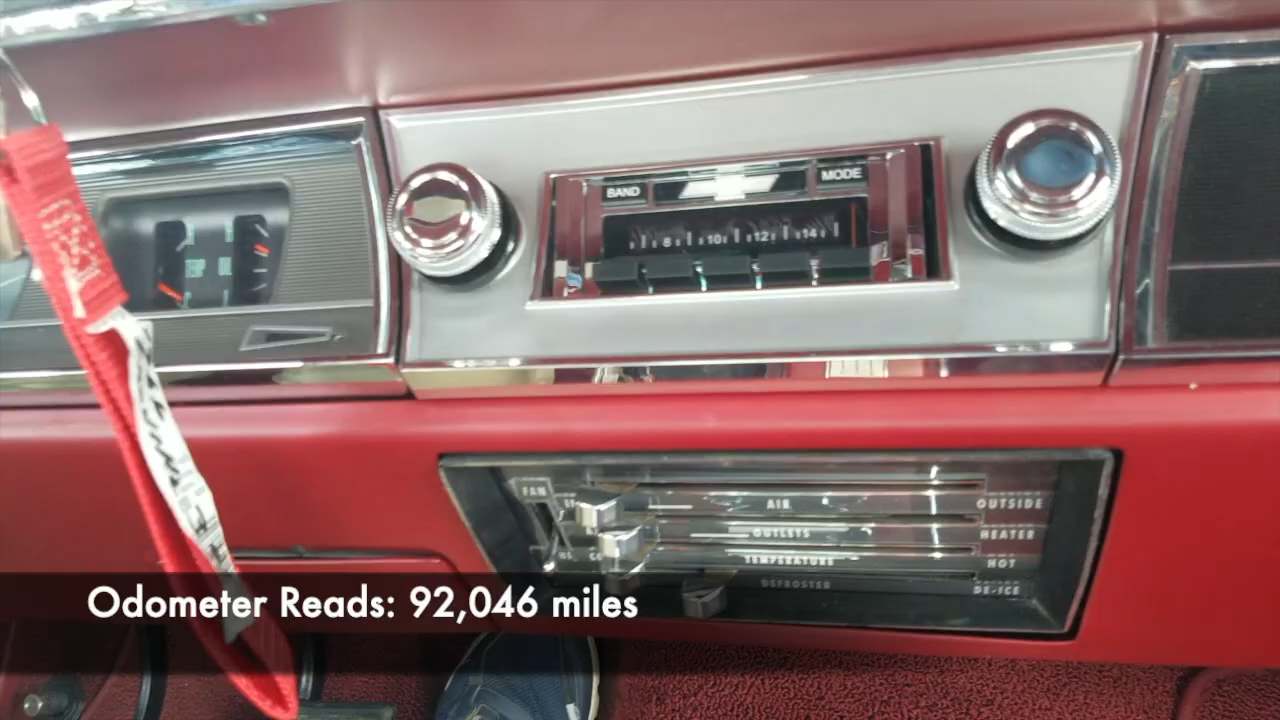 BAND
MODE
8 10 12 14
FAN
AIR
OUTSIDE
OUTLETS
HEATER
TEMPERATURE
HOT
DEFROSTER
DE-ICE
Odometer Reads: 92,046 miles